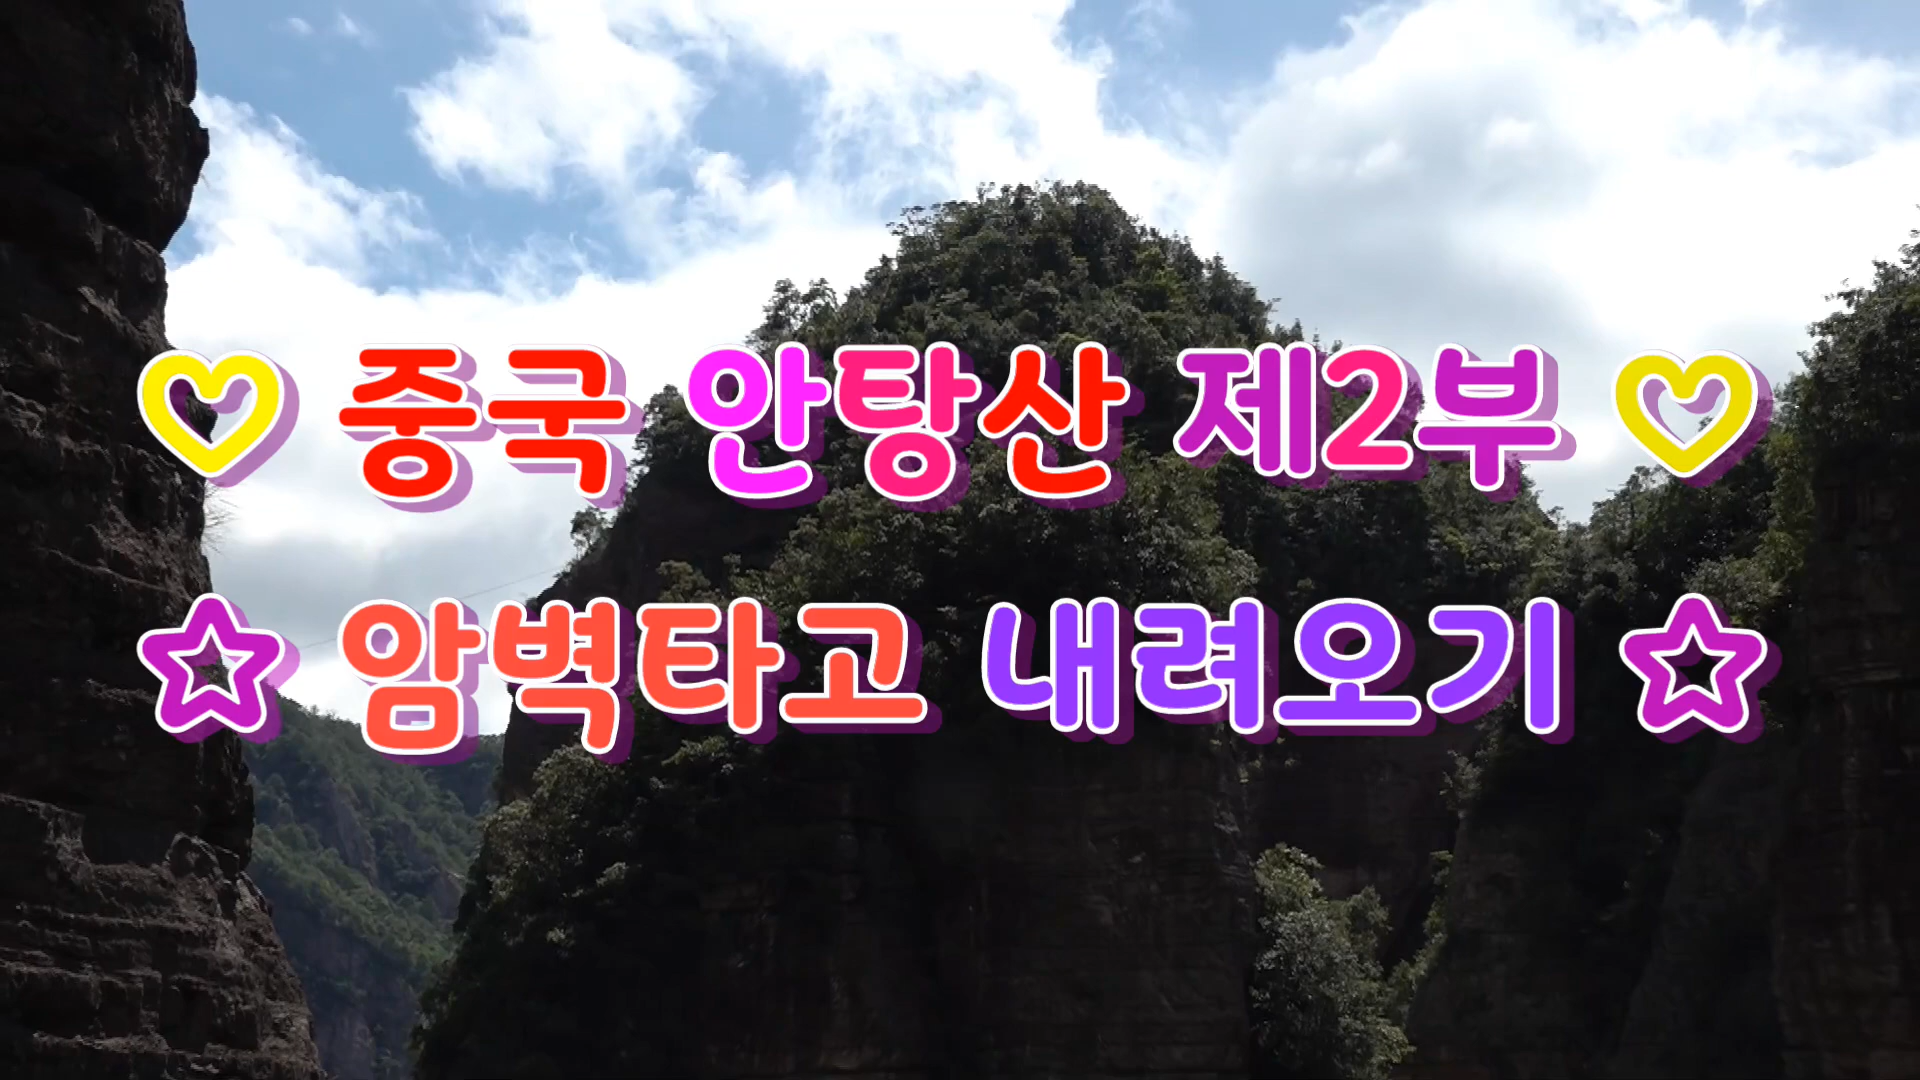 ♡ 중국 안탕산 제2부 ♡
☆ 암벽타고 내려오기 ☆